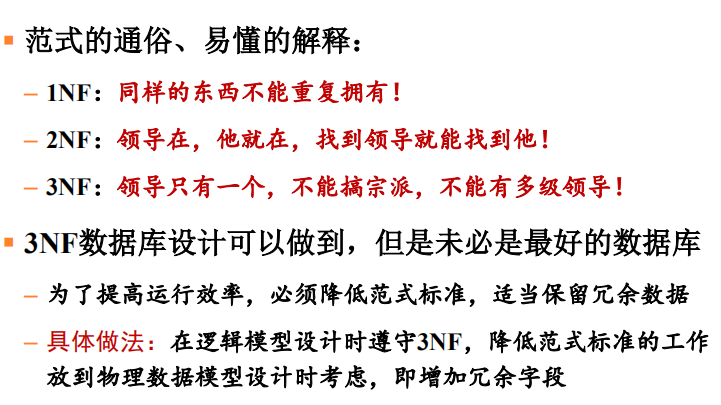 ▪ 范式的通俗、易懂的解释：
– 1NF：同样的东西不能重复拥有！
– 2NF：领导在，他就在，找到领导就能找到他！
– 3NF：领导只有一个，不能搞宗派，不能有多级领导！
▪ 3NF数据库设计可以做到，但是未必是最好的数据库
– 为了提高运行效率，必须降低范式标准，适当保留冗余数据
– 具体做法：在逻辑模型设计时遵守3NF，降低范式标准的工作
放到物理数据模型设计时考虑，即增加冗余字段